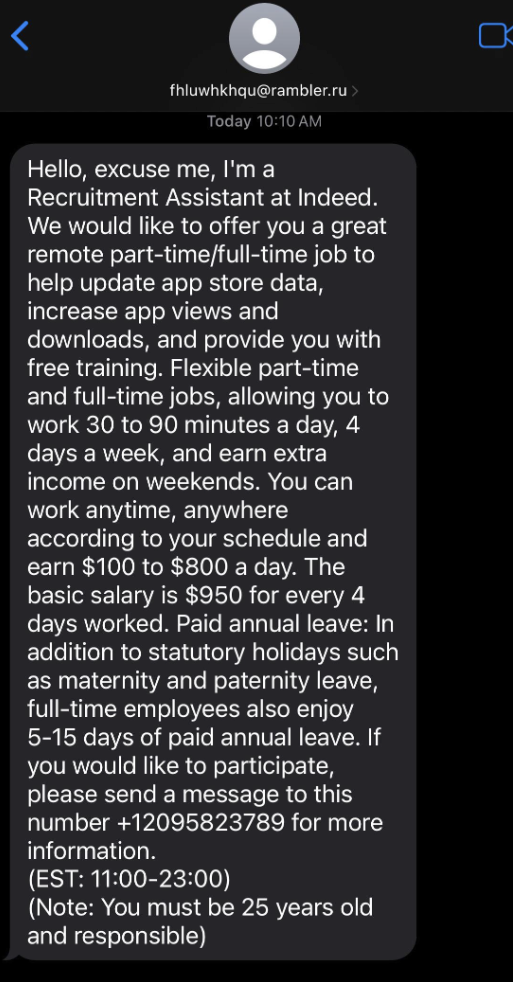 fhluwhkhqu@rambler.ru
Today 10:10 AM
Hello, excuse me, I'm a
Recruitment Assistant at Indeed.
We would like to offer you a great
remote part-time/full-time job to
help update app store data,
increase app views and
downloads, and provide you with
free training. Flexible part-time
and full-time jobs, allowing you to
work 30 to 90 minutes a day, 4
days a week, and earn extra
income on weekends. You can
work anytime, anywhere
according to your schedule and
earn $100 to $800 a day. The
basic salary is $950 for every 4
days worked. Paid annual leave: In
addition to statutory holidays such
as maternity and paternity leave,
full-time employees also enjoy
5-15 days of paid annual leave. If
you would like to participate,
please send a message to this
number +12095823789 for more
information.
(EST: 11:00-23:00)
(Note: You must be 25 years old
and responsible)